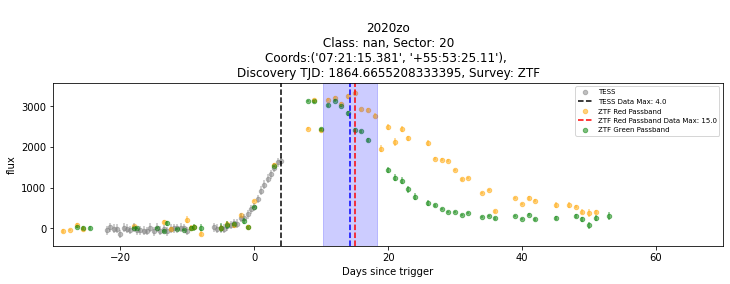 2020zo
Class: nan, Sector: 20
Coords:('07:21:15.381', '+55:53:25.11'),
Discovery TJD: 1864.6655208333395, Survey: ZTF
TESS
TESS Data Max: 4.0
ZTF Red Passband
ZTF Red Passband Data Max: 15.0
ZTF Green Passband
flux
3000
2000
1000
0
−20
0
20
40
60
Days since trigger